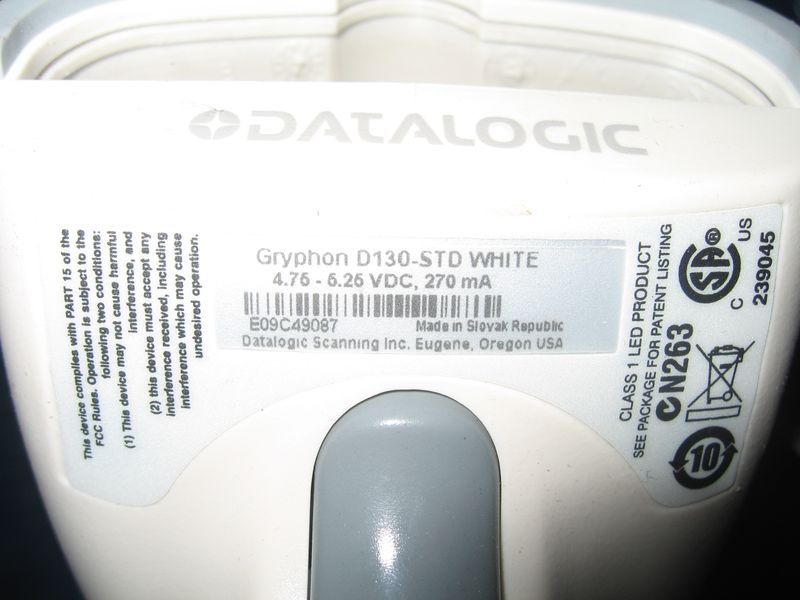 DATALOGIC
This device complies with PART 15 of the
FCC Rules. Operation is subject to the
following two conditions:
(1) This device may not cause harmful
interference, and
(2) this device must accept any
interference received, including
interference which may cause
undesired operation.
Gryphon D130-STD WHITE
4.75 - 5.25 VDC, 270 mA
E09C49087 Made in Slovak Republic
Datalogic Scanning Inc. Eugene, Oregon USA
CLASS 1 LED PRODUCT
SEE PACKAGE FOR PATENT LISTING
N263
SA ®
C US
239045
10